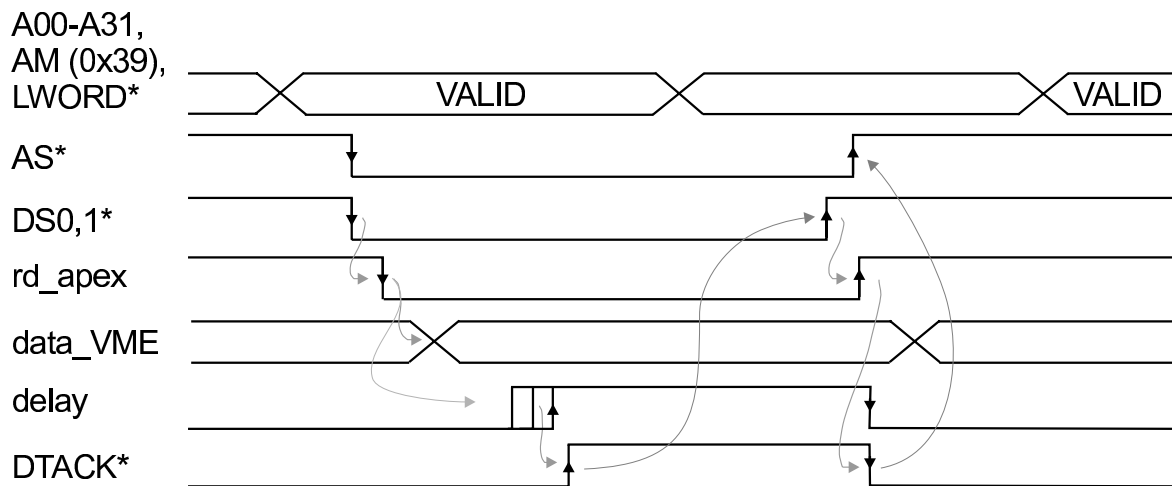 A00-A31,
AM (0x39),
LWORD*
VALID
VALID
AS*
DS0,1*
rd_apex
data_VME
delay
DTACK*